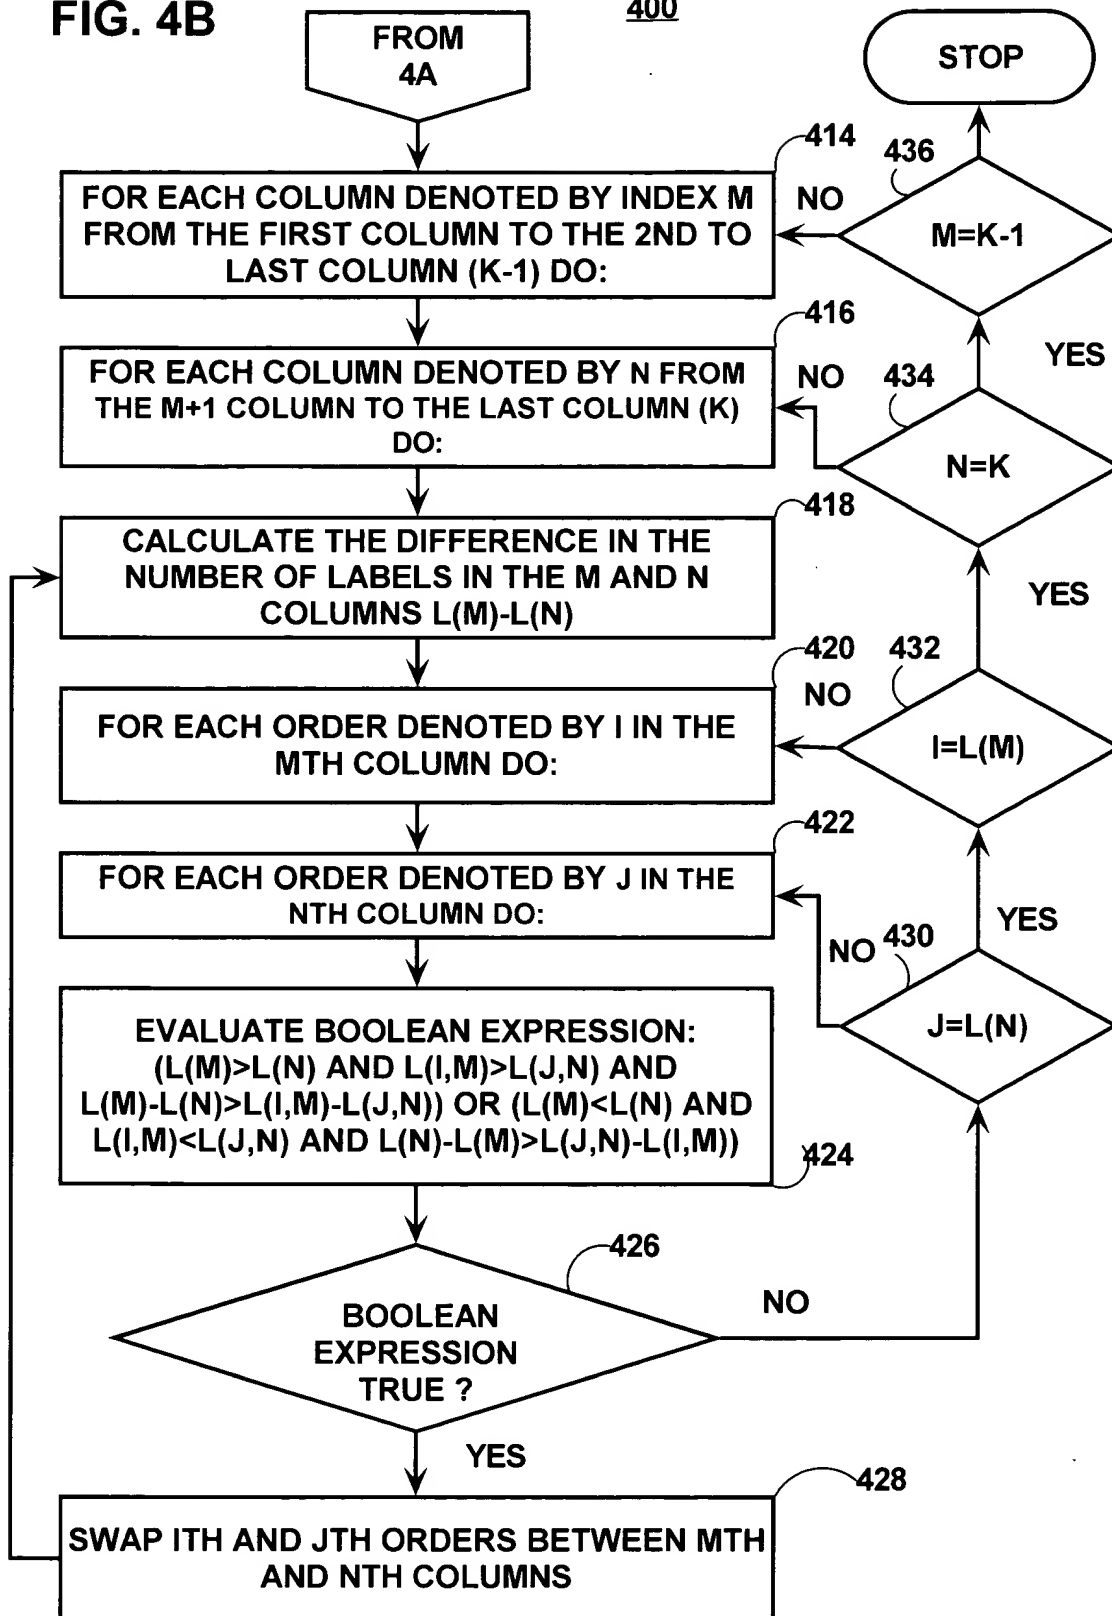 FIG. 4B
400
FROM
4A
STOP
414
436
FOR EACH COLUMN DENOTED BY INDEX M
FROM THE FIRST COLUMN TO THE 2ND TO
LAST COLUMN (K-1) DO:
NO
M=K-1
416
YES
FOR EACH COLUMN DENOTED BY N FROM
THE M+1 COLUMN TO THE LAST COLUMN (K)
DO:
NO
434
N=K
418
CALCULATE THE DIFFERENCE IN THE
NUMBER OF LABELS IN THE M AND N
COLUMNS L(M)-L(N)
YES
420
432
NO
FOR EACH ORDER DENOTED BY I IN THE
MTH COLUMN DO:
I=L(M)
422
FOR EACH ORDER DENOTED BY J IN THE
NTH COLUMN DO:
YES
NO
430
J=L(N)
EVALUATE BOOLEAN EXPRESSION:
(L(M)>L(N) AND L(I,M)>L(J,N) AND
L(M)-L(N)>L(I,M)-L(J,N)) OR (L(M)<L(N) AND
L(I,M)<L(J,N) AND L(N)-L(M)>L(J,N)-L(I,M))
424
426
BOOLEAN
EXPRESSION
TRUE ?
NO
YES
428
SWAP ITH AND JTH ORDERS BETWEEN MTH
AND NTH COLUMNS